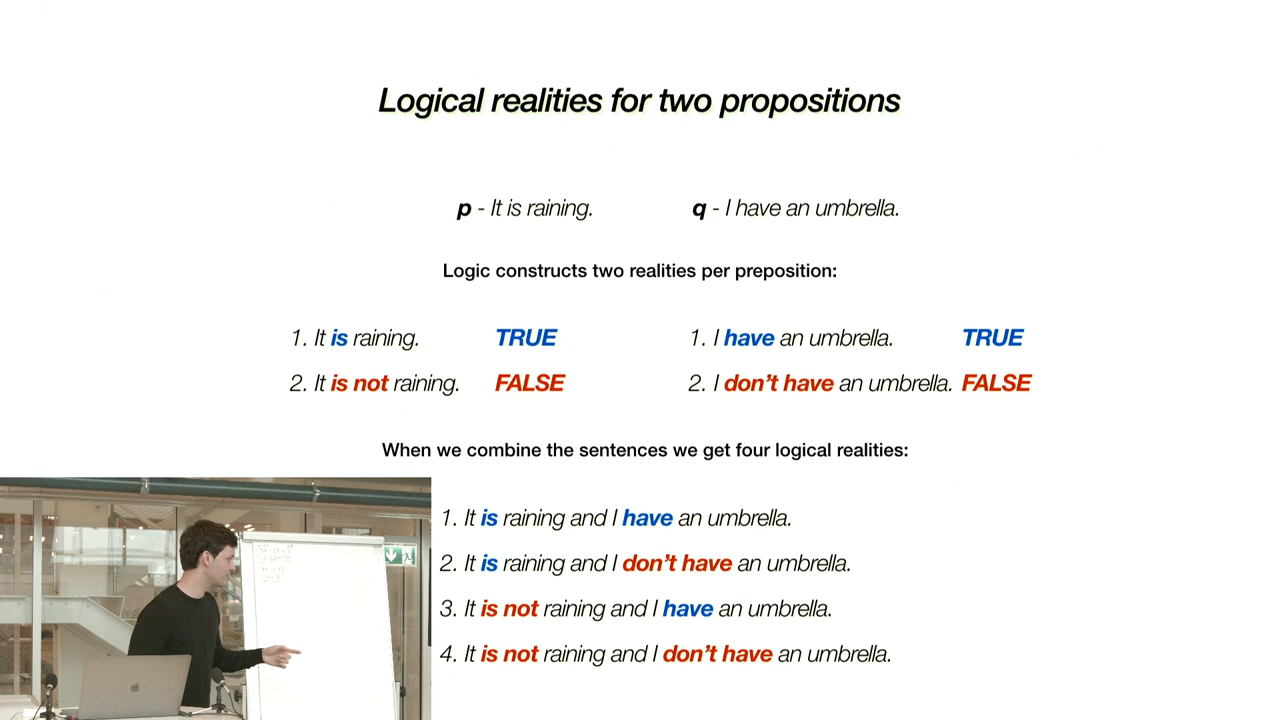 Logical realities for two propositions
p - It is raining. q - I have an umbrella.
Logic constructs two realities per preposition:
1. It is raining. TRUE 1. I have an umbrella. TRUE
2. It is not raining. FALSE 2. I don't have an umbrella. FALSE
When we combine the sentences we get four logical realities:
1. It is raining and I have an umbrella.
2. It is raining and I don't have an umbrella.
3. It is not raining and I have an umbrella.
4. It is not raining and I don't have an umbrella.